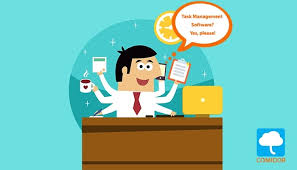 Task Management
Software?
Yes, please!
COMIDOR